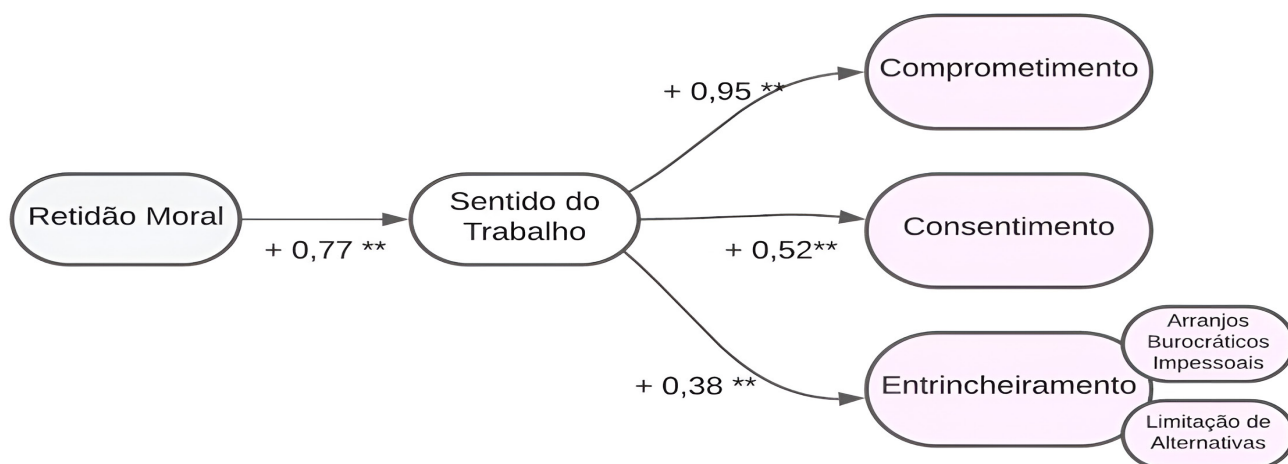 Comprometimento
+ 0,95 **
Retidão Moral
+ 0,77 **
Sentido do
Trabalho
Consentimento
+ 0,52**
Arranjos
Burocráticos
Impessoais
Entrincheiramento
+ 0,38 **
Limitação de
Alternativas